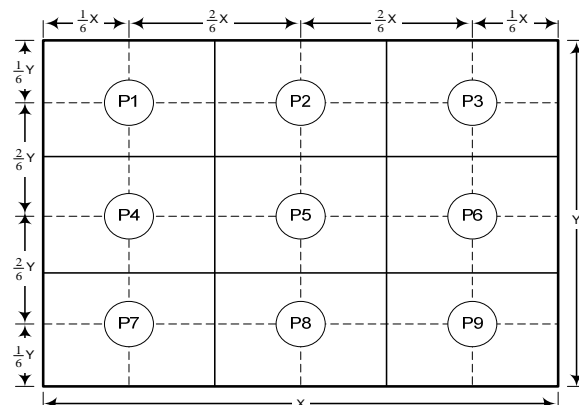 1/6 X 2/6 X 2/6 X 1/6 X
1/6 Y
P1 P2 P3
2/6 Y
P4 P5 P6 Y
2/6 Y
P7 P8 P9
1/6 Y
X